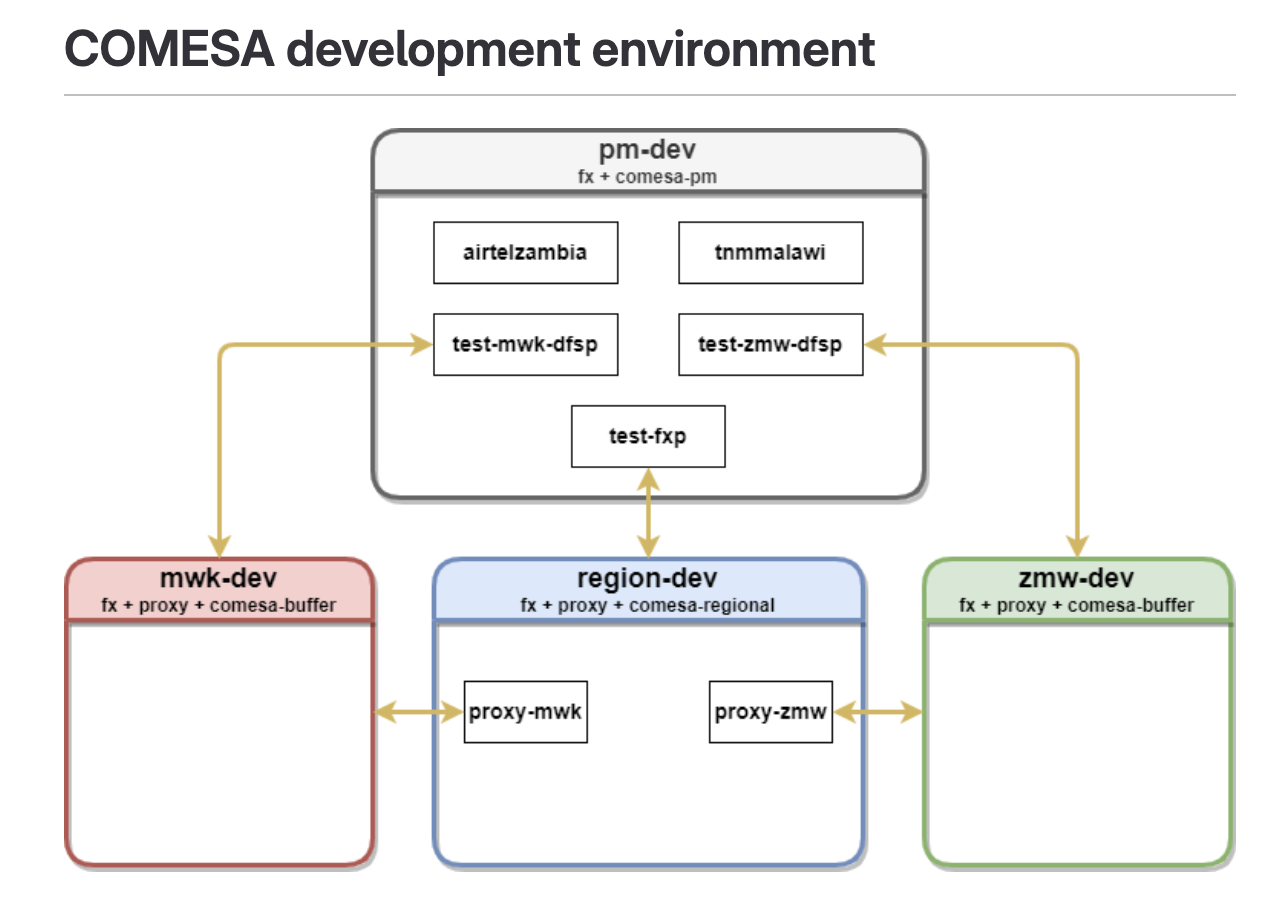 COMESA development environment
pm-dev
fx + comesa-pm
airtelzambia
tnmmalawi
test-mwk-dfsp
test-zmw-dfsp
test-fxp
mwk-dev
fx + proxy + comesa-buffer
region-dev
fx + proxy + comesa-regional
zmw-dev
fx + proxy + comesa-buffer
proxy-mwk
proxy-zmw